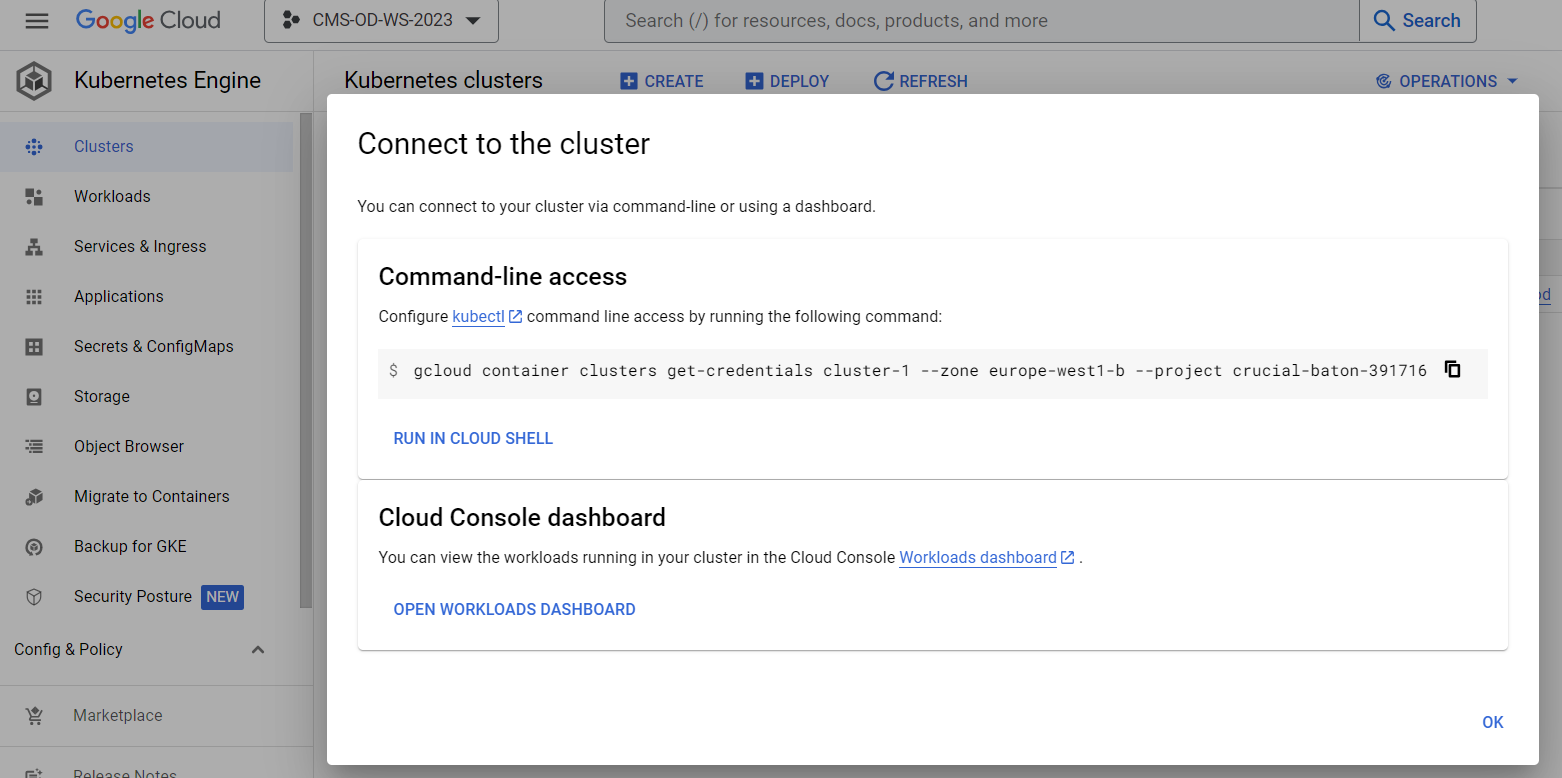 Google Cloud
CMS-OD-WS-2023
Search (/) for resources, docs, products, and more
Search
Kubernetes Engine
Kubernetes clusters
CREATE
DEPLOY
REFRESH
OPERATIONS
Clusters
Workloads
Services & Ingress
Applications
Secrets & ConfigMaps
Storage
Object Browser
Migrate to Containers
Backup for GKE
Security Posture NEW
Config & Policy
Marketplace
Release Notes
Connect to the cluster
You can connect to your cluster via command-line or using a dashboard.
Command-line access
Configure kubectl command line access by running the following command:
$ gcloud container clusters get-credentials cluster-1 --zone europe-west1-b --project crucial-baton-391716
RUN IN CLOUD SHELL
Cloud Console dashboard
You can view the workloads running in your cluster in the Cloud Console Workloads dashboard .
OPEN WORKLOADS DASHBOARD
OK